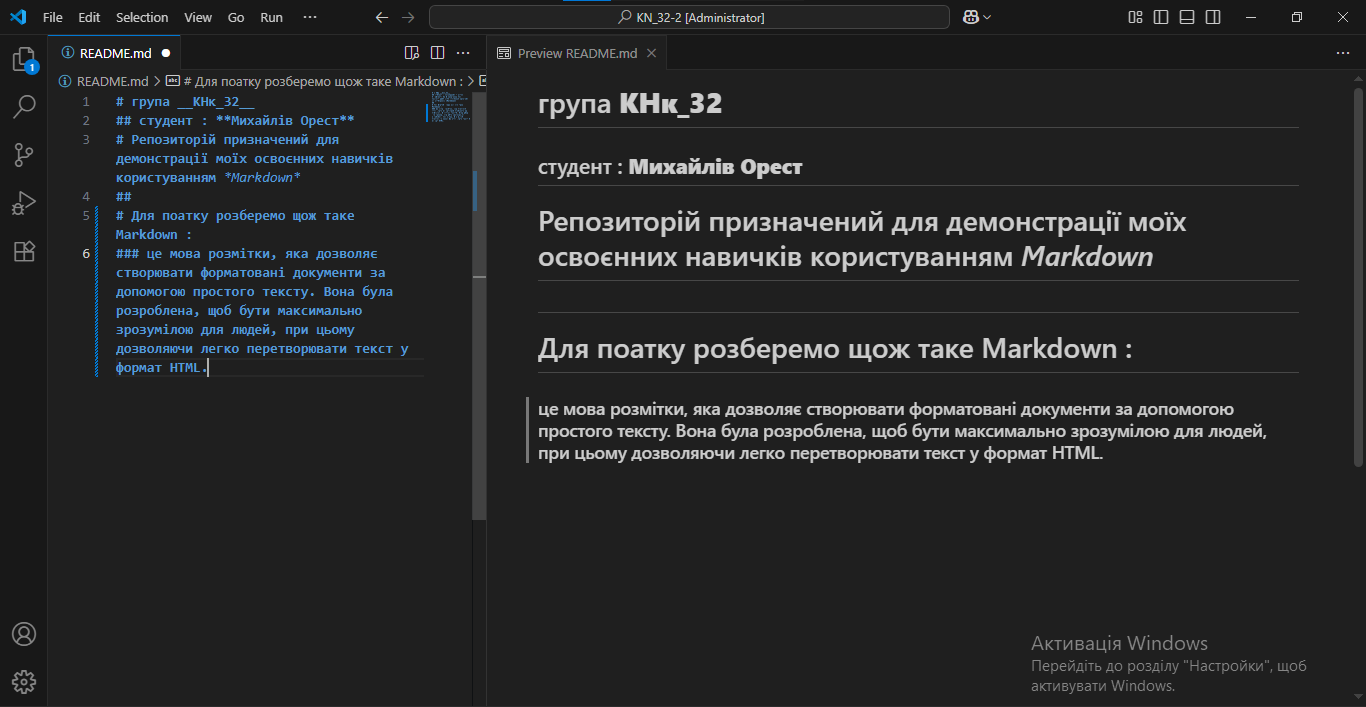 File Edit Selection View Go Run ···
KN_32-2 [Administrator]
README.md
Preview README.md
README.md > # Для поатку розберемо щож таке Markdown : >
1 # група __КНк_32__
2 ## студент : **Михайлів Орест**
3 # Репозиторій призначений для
демонстрації моїх освоєнних навичків
користуванням *Markdown*
4 ##
5 # Для поатку розберемо щож таке
Markdown :
6 ### це мова розмітки, яка дозволяє
створювати форматовані документи за
допомогою простого тексту. Вона була
розроблена, щоб бути максимально
зрозумілою для людей, при цьому
дозволяючи легко перетворювати текст у
формат HTML.
група КНк_32
студент : Михайлів Орест
Репозиторій призначений для демонстрації моїх
освоєнних навичків користуванням Markdown
Для поатку розберемо щож таке Markdown :
це мова розмітки, яка дозволяє створювати форматовані документи за допомогою
простого тексту. Вона була розроблена, щоб бути максимально зрозумілою для людей,
при цьому дозволяючи легко перетворювати текст у формат HTML.
1
Активація Windows
Перейдіть до розділу "Настройки", щоб
активувати Windows.